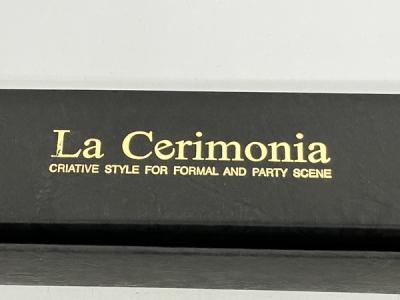 La Cerimonia
CRIATIVE STYLE FOR FORMAL AND PARTY SCENE